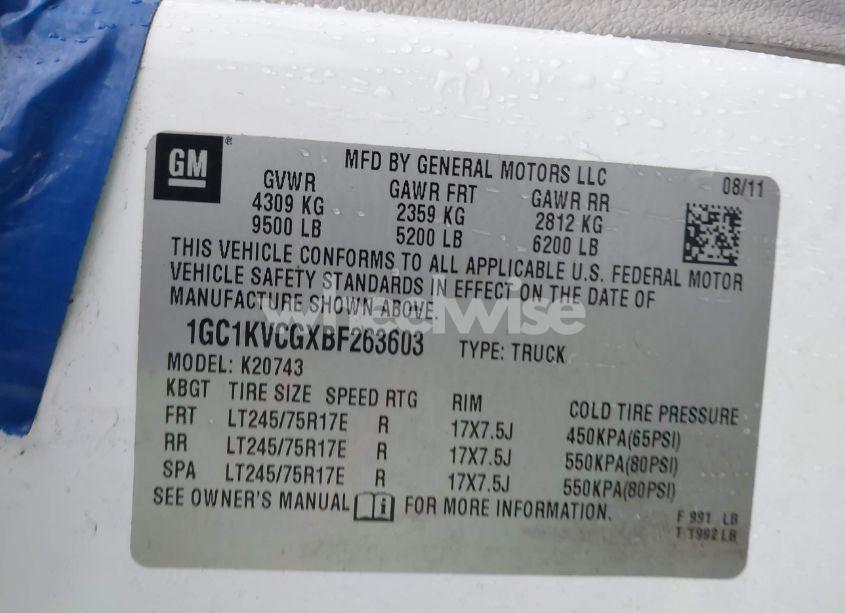 GM®
MFD BY GENERAL MOTORS LLC 08/11
GVWR GAWR FRT GAWR RR
4309 KG 2359 KG 2812 KG
9500 LB 5200 LB 6200 LB
THIS VEHICLE CONFORMS TO ALL APPLICABLE U.S. FEDERAL MOTOR
VEHICLE SAFETY STANDARDS IN EFFECT ON THE DATE OF
MANUFACTURE SHOWN ABOVE.
wreckwise
1GC1KVCGXBF263603 TYPE: TRUCK
MODEL: K20743
KBGT TIRE SIZE SPEED RTG RIM COLD TIRE PRESSURE
FRT LT245/75R17E R 17X7.5J 450KPA(65PSI)
RR LT245/75R17E R 17X7.5J 550KPA(80PSI)
SPA LT245/75R17E R 17X7.5J 550KPA(80PSI)
SEE OWNER'S MANUAL FOR MORE INFORMATION.
F 991 LB
T 1992 LB